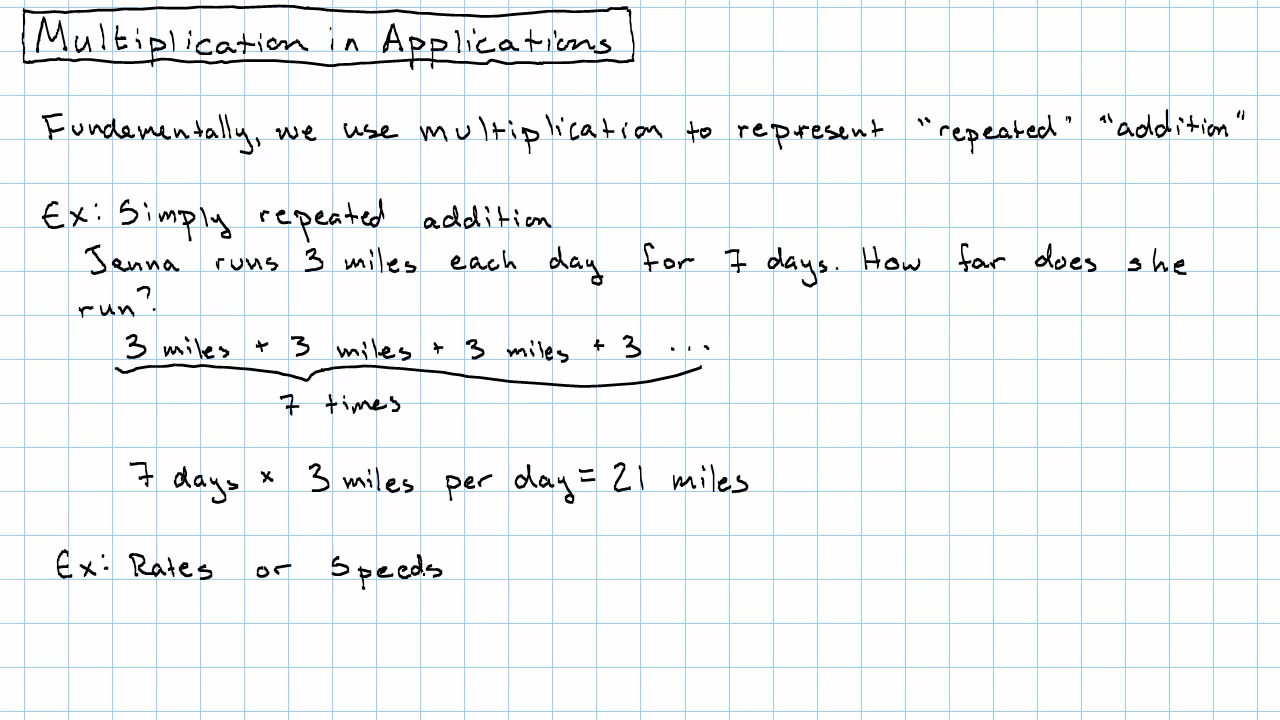 Multiplication in Applications
Fundamentally, we use multiplication to represent "repeated" "addition"
Ex: Simply repeated addition
Jenna runs 3 miles each day for 7 days. How far does she
run?
3 miles + 3 miles + 3 miles + 3 ...
7 times
7 days × 3 miles per day = 21 miles
Ex: Rates or Speeds